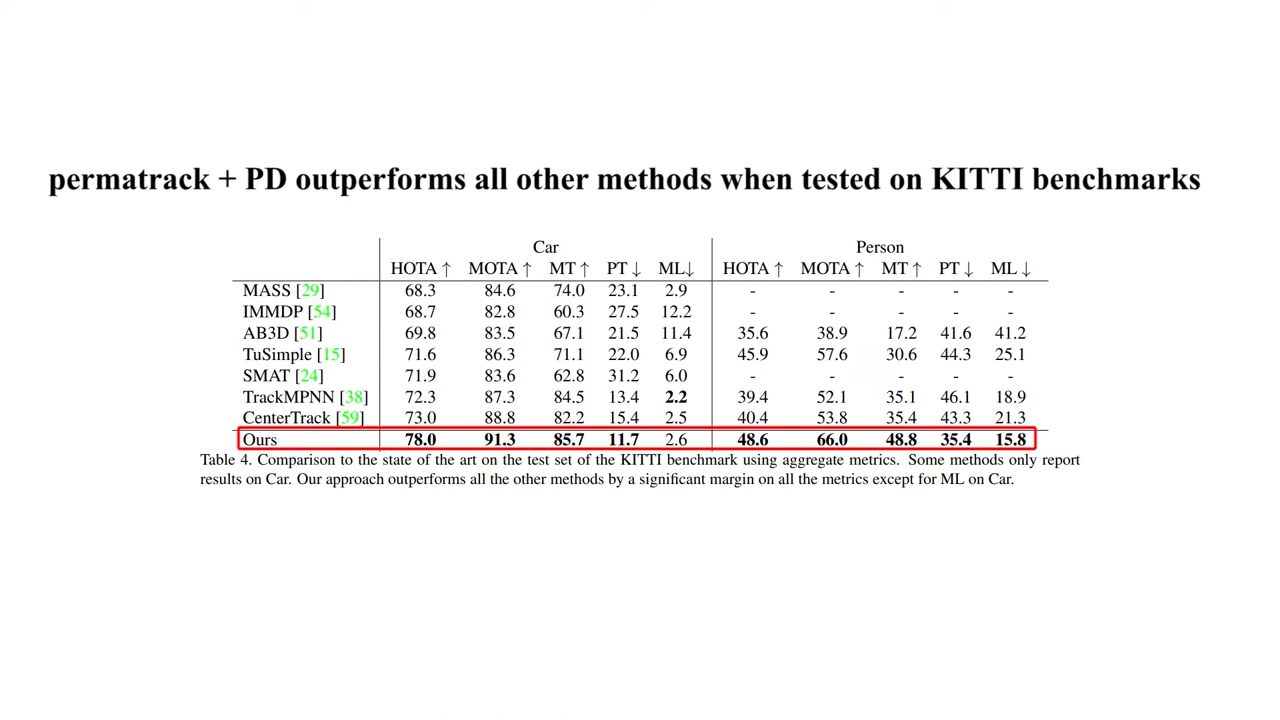 permatrack + PD outperforms all other methods when tested on KITTI benchmarks
Car Person
HOTA ↑ MOTA ↑ MT ↑ PT ↓ ML↓ HOTA ↑ MOTA ↑ MT ↑ PT ↓ ML ↓
MASS [29] 68.3 84.6 74.0 23.1 2.9 - - - - -
IMMDP [54] 68.7 82.8 60.3 27.5 12.2 - - - - -
AB3D [51] 69.8 83.5 67.1 21.5 11.4 35.6 38.9 17.2 41.6 41.2
TuSimple [15] 71.6 86.3 71.1 22.0 6.9 45.9 57.6 30.6 44.3 25.1
SMAT [24] 71.9 83.6 62.8 31.2 6.0 - - - - -
TrackMPNN [38] 72.3 87.3 84.5 13.4 2.2 39.4 52.1 35.1 46.1 18.9
CenterTrack [59] 73.0 88.8 82.2 15.4 2.5 40.4 53.8 35.4 43.3 21.3
Ours 78.0 91.3 85.7 11.7 2.6 48.6 66.0 48.8 35.4 15.8
Table 4. Comparison to the state of the art on the test set of the KITTI benchmark using aggregate metrics. Some methods only report
results on Car. Our approach outperforms all the other methods by a significant margin on all the metrics except for ML on Car.